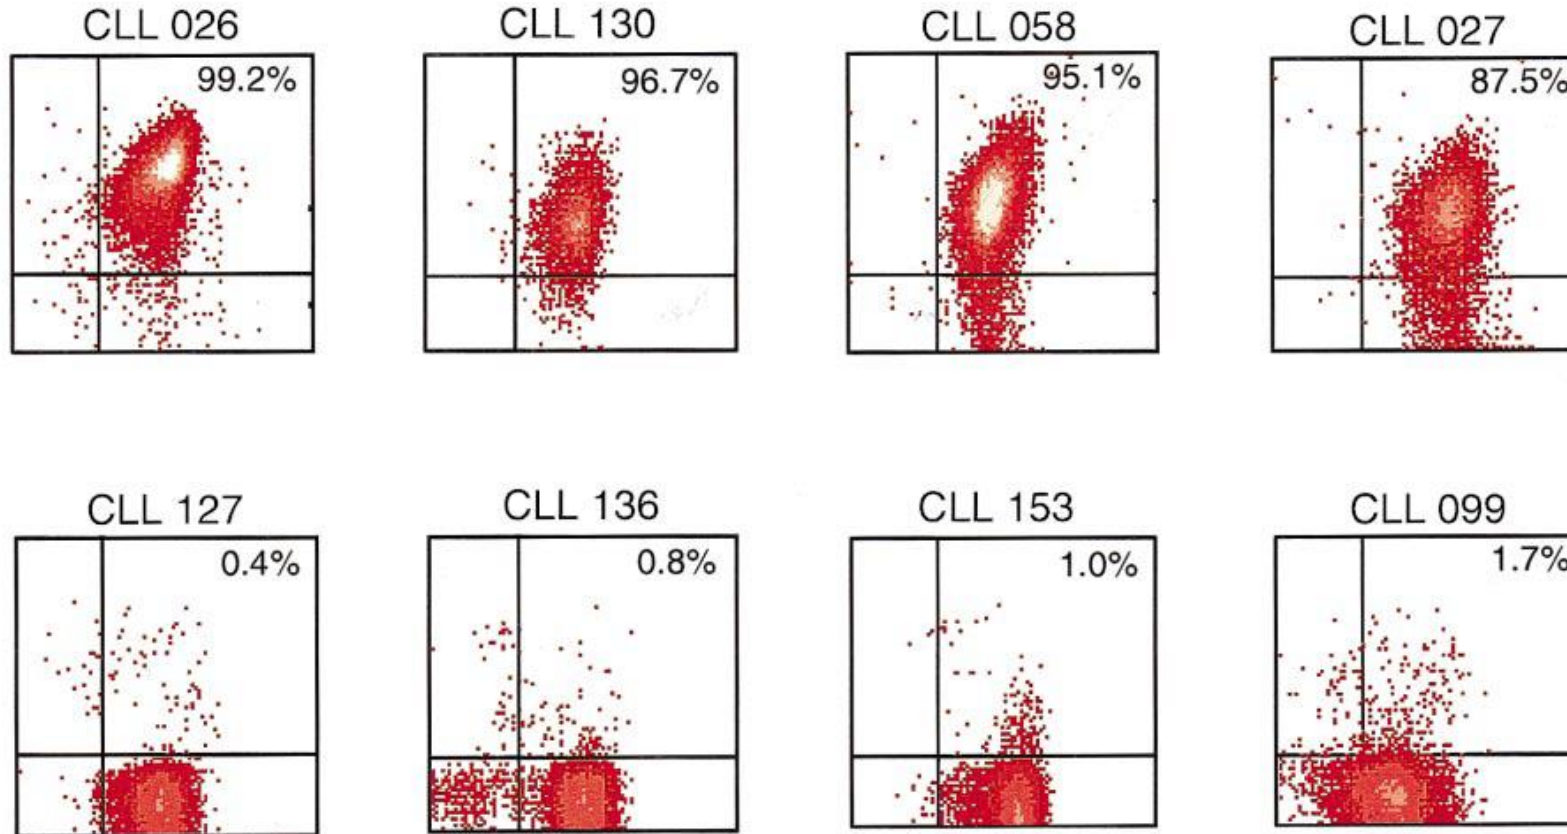 CLL 026
99.2%
CLL 130
96.7%
CLL 058
95.1%
CLL 027
87.5%
CLL 127
0.4%
CLL 136
0.8%
CLL 153
1.0%
CLL 099
1.7%